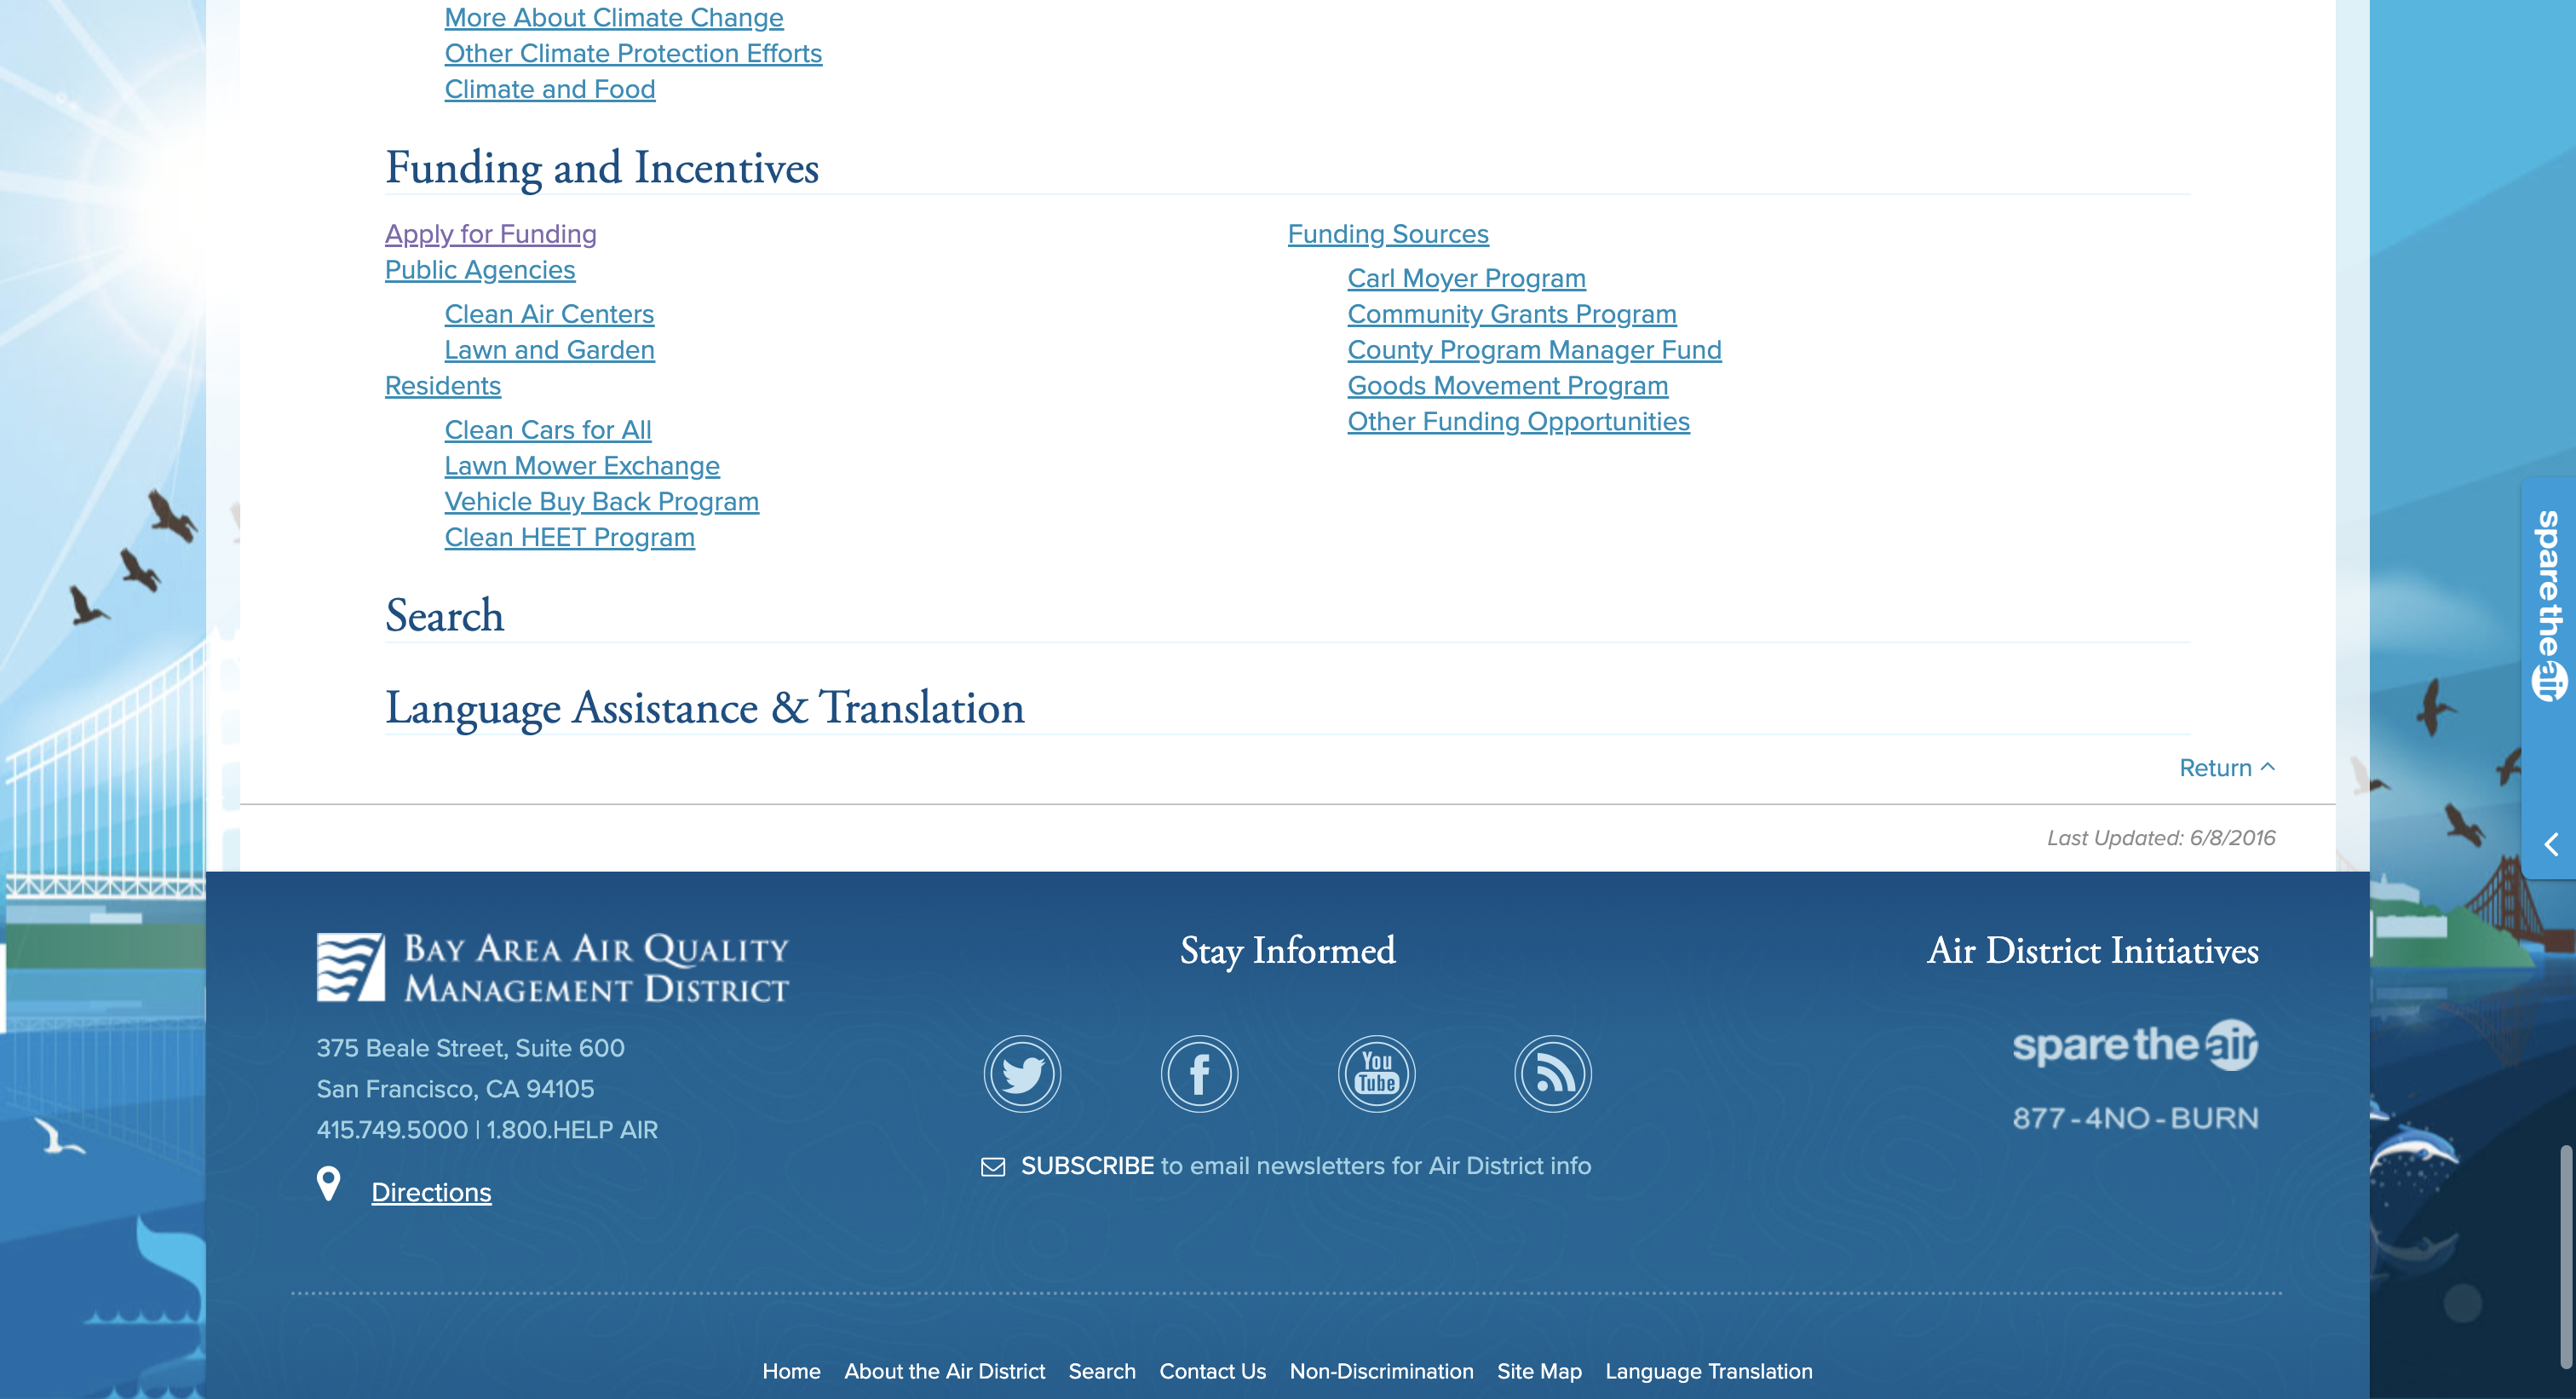 More About Climate Change
Other Climate Protection Efforts
Climate and Food
Funding and Incentives
Apply for Funding
Public Agencies
Clean Air Centers
Lawn and Garden
Residents
Clean Cars for All
Lawn Mower Exchange
Vehicle Buy Back Program
Clean HEET Program
Funding Sources
Carl Moyer Program
Community Grants Program
County Program Manager Fund
Goods Movement Program
Other Funding Opportunities
Search
Language Assistance & Translation
Return
Last Updated: 6/8/2016
spare the air
BAY AREA AIR QUALITY
MANAGEMENT DISTRICT
375 Beale Street, Suite 600
San Francisco, CA 94105
415.749.5000 | 1.800.HELP AIR
Directions
Stay Informed
You
Tube
SUBSCRIBE to email newsletters for Air District info
Air District Initiatives
spare the air
877-4NO-BURN
Home About the Air District Search Contact Us Non-Discrimination Site Map Language Translation